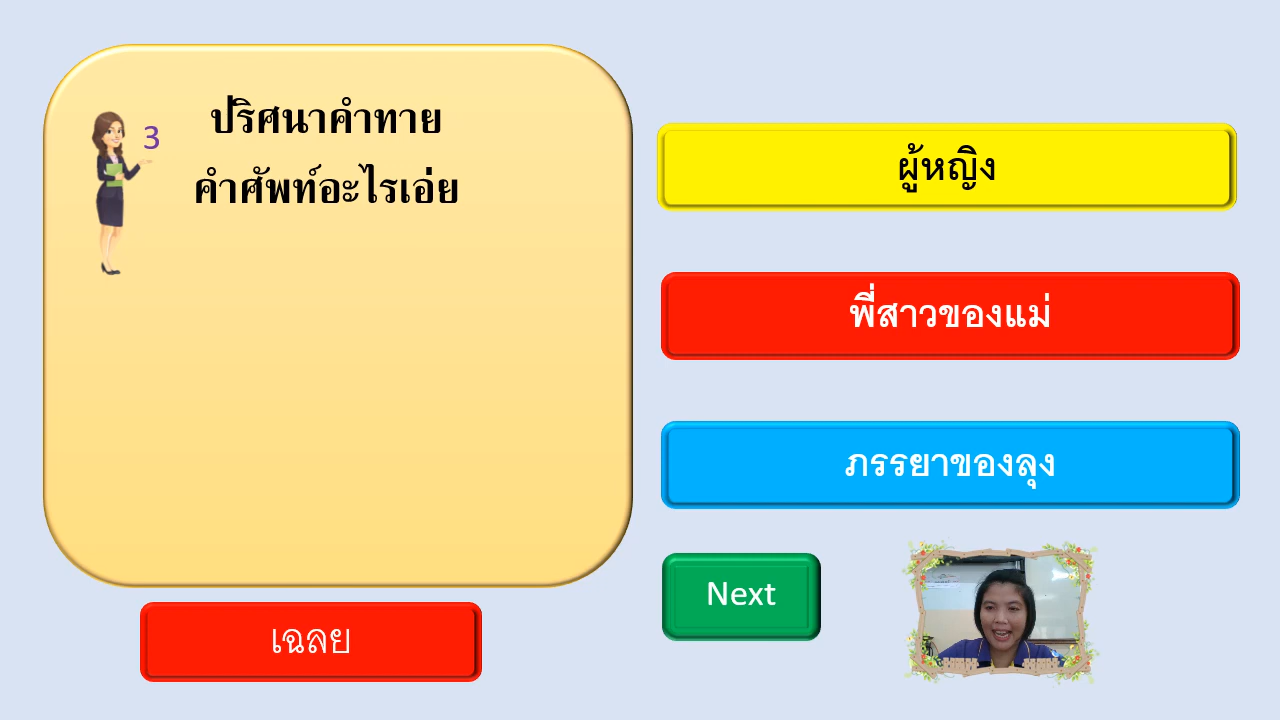 3
ปริศนาคำทาย
คำศัพท์อะไรเอ่ย
ผู้หญิง
พี่สาวของแม่
ภรรยาของลุง
Next
เฉลย